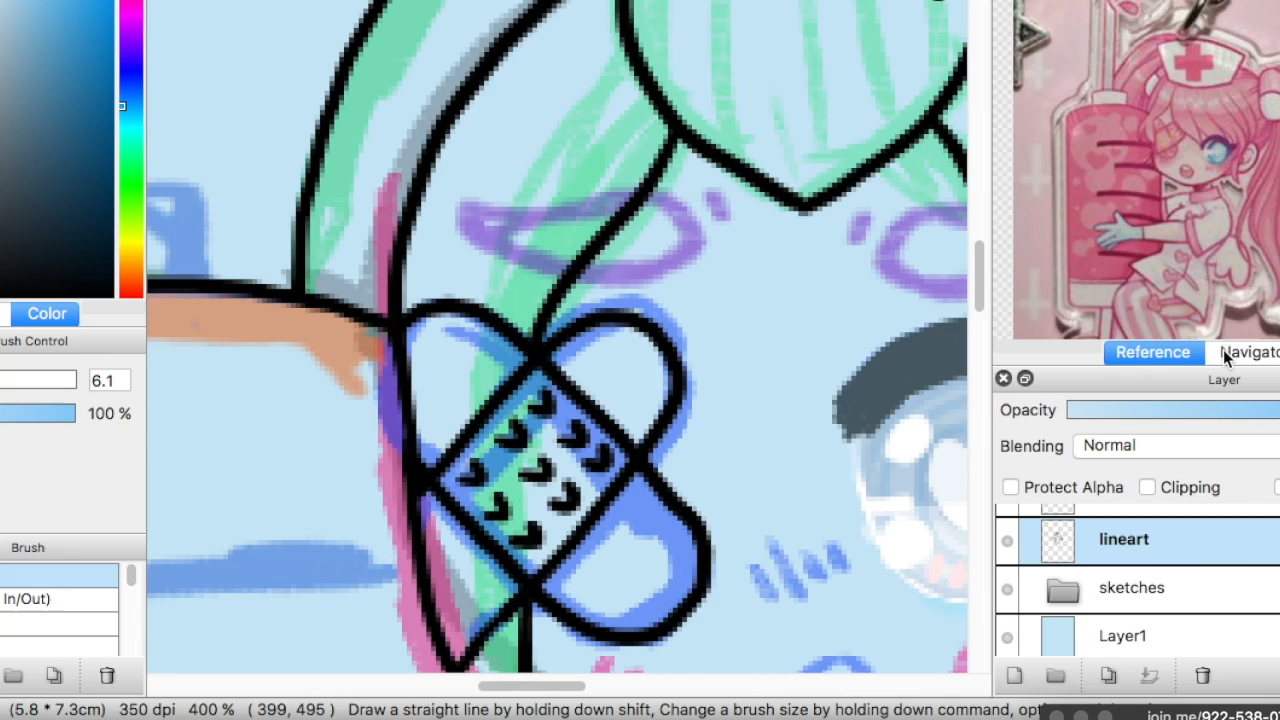 Color
ush Control
6.1
100 %
Brush
In/Out)
Reference
Navigato
Layer
Opacity
Blending
Normal
Protect Alpha
Clipping
lineart
sketches
Layer1
(5.8 * 7.3cm) 350 dpi 400 % ( 399, 495 ) Draw a straight line by holding down shift, Change a brush size by holding down command, opt
join.me/922-538-0